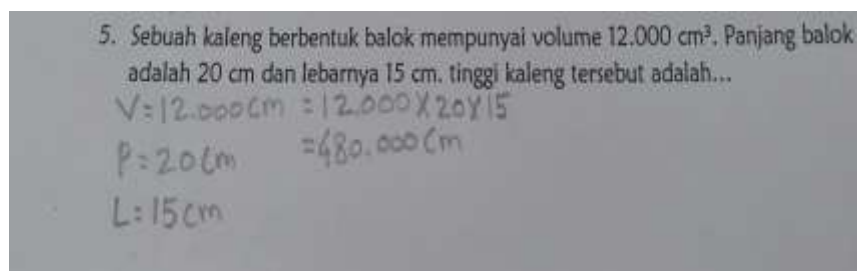 5. Sebuah kaleng berbentuk balok mempunyai volume 12.000 cm³. Panjang balok
adalah 20 cm dan lebarnya 15 cm. tinggi kaleng tersebut adalah...
V=12.000cm =12.000X20X15
P=20cm =480.000cm
L=15cm